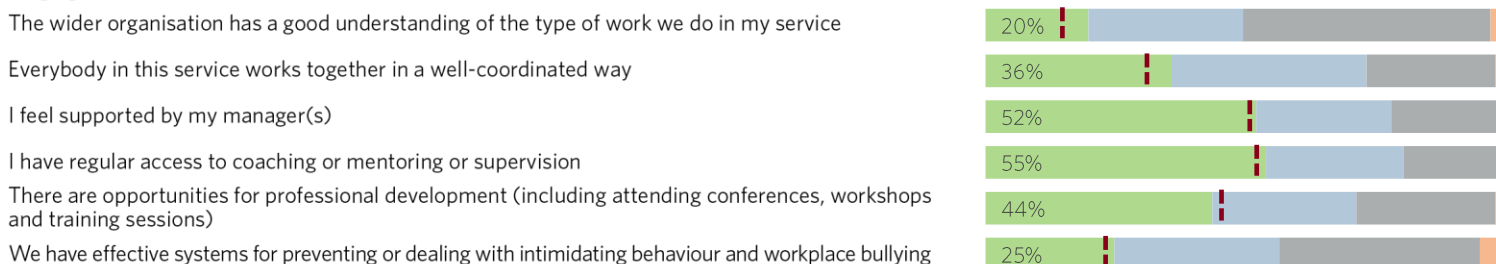 The wider organisation has a good understanding of the type of work we do in my service
20%
Everybody in this service works together in a well-coordinated way
36%
I feel supported by my manager(s)
52%
I have regular access to coaching or mentoring or supervision
55%
There are opportunities for professional development (including attending conferences, workshops
and training sessions)
44%
We have effective systems for preventing or dealing with intimidating behaviour and workplace bullying
25%